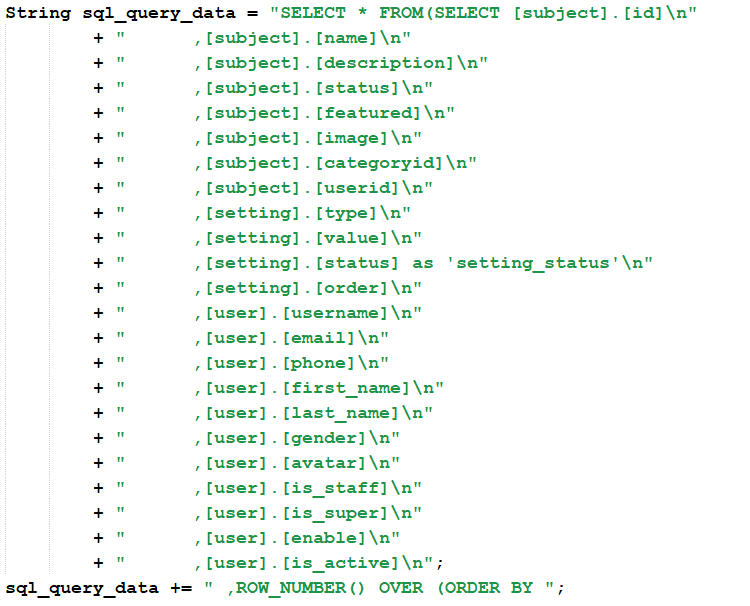 String sql_query_data = "SELECT * FROM(SELECT [subject].[id]\n"
+ "      ,[subject].[name]\n"
+ "      ,[subject].[description]\n"
+ "      ,[subject].[status]\n"
+ "      ,[subject].[featured]\n"
+ "      ,[subject].[image]\n"
+ "      ,[subject].[categoryid]\n"
+ "      ,[subject].[userid]\n"
+ "      ,[setting].[type]\n"
+ "      ,[setting].[value]\n"
+ "      ,[setting].[status] as 'setting_status'\n"
+ "      ,[setting].[order]\n"
+ "      ,[user].[username]\n"
+ "      ,[user].[email]\n"
+ "      ,[user].[phone]\n"
+ "      ,[user].[first_name]\n"
+ "      ,[user].[last_name]\n"
+ "      ,[user].[gender]\n"
+ "      ,[user].[avatar]\n"
+ "      ,[user].[is_staff]\n"
+ "      ,[user].[is_super]\n"
+ "      ,[user].[enable]\n"
+ "      ,[user].[is_active]\n";
sql_query_data += " ,ROW_NUMBER() OVER (ORDER BY ";